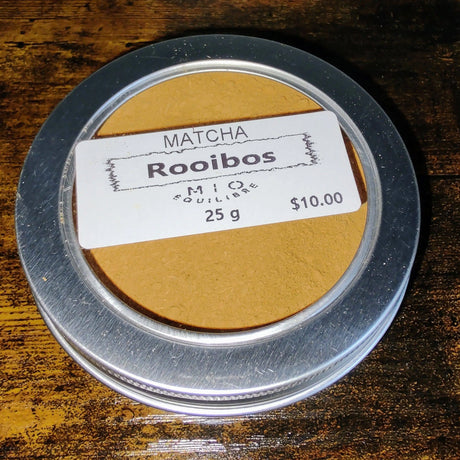 MATCHA
Rooibos
MIO
EQUILIBRE
25 g
$10.00